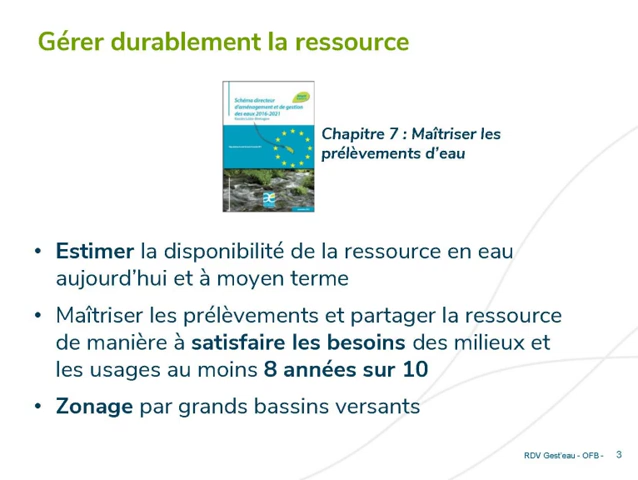 Gérer durablement la ressource
Schéma directeur
d'aménagement et de gestion
des eaux 2016-2021
Chapitre 7 : Maîtriser les
prélèvements d'eau
• Estimer la disponibilité de la ressource en eau
aujourd'hui et à moyen terme
• Maîtriser les prélèvements et partager la ressource
de manière à satisfaire les besoins des milieux et
les usages au moins 8 années sur 10
• Zonage par grands bassins versants
RDV Gest'eau - OFB - 3